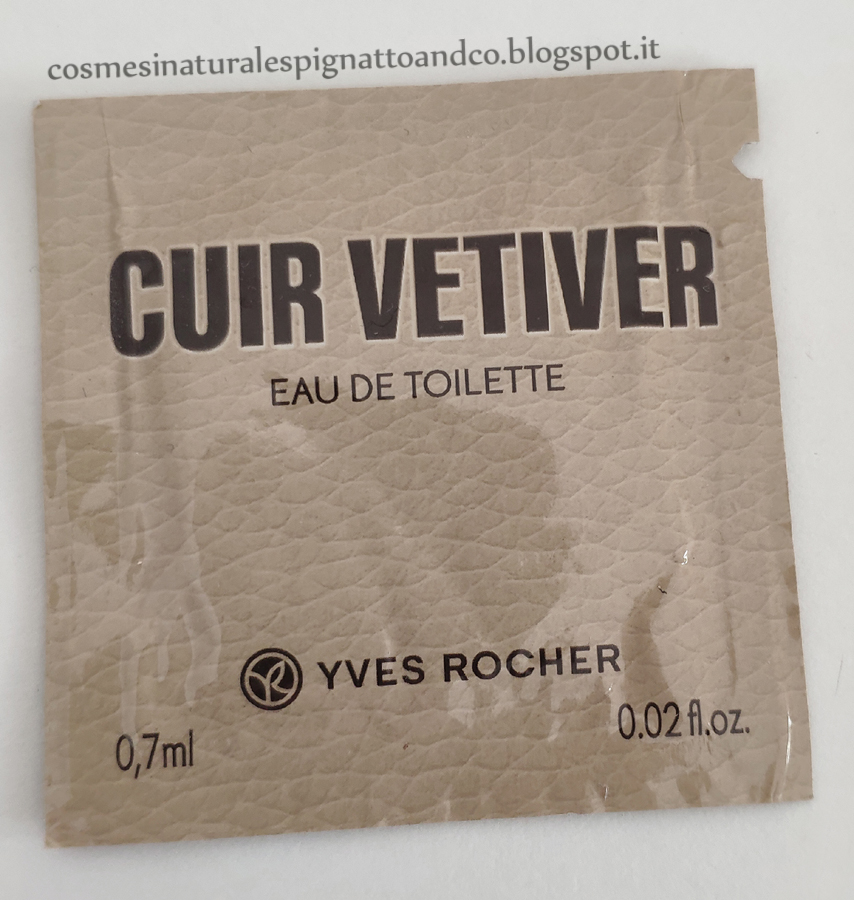 cosmesinaturalespignattoandco.blogspot.it
CUIR VETIVER
EAU DE TOILETTE
YVES ROCHER
0,7ml
0.02 fl.oz.